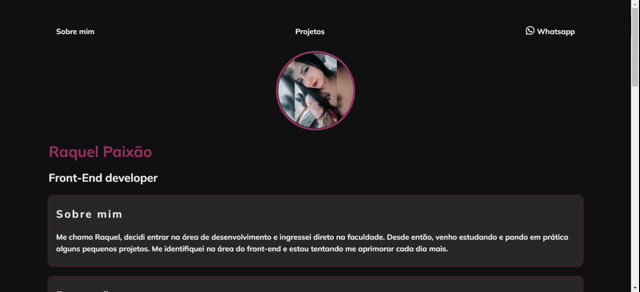 Sobre mim
Projetos
Whatsapp
Raquel Paixão
Front-End developer
Sobre mim
Me chamo Raquel, decidi entrar na área de desenvolvimento e ingressei direto na faculdade. Desde então, venho estudando e pondo em prática
alguns pequenos projetos. Me identifiquei na área do front-end e estou tentando me aprimorar cada dia mais.